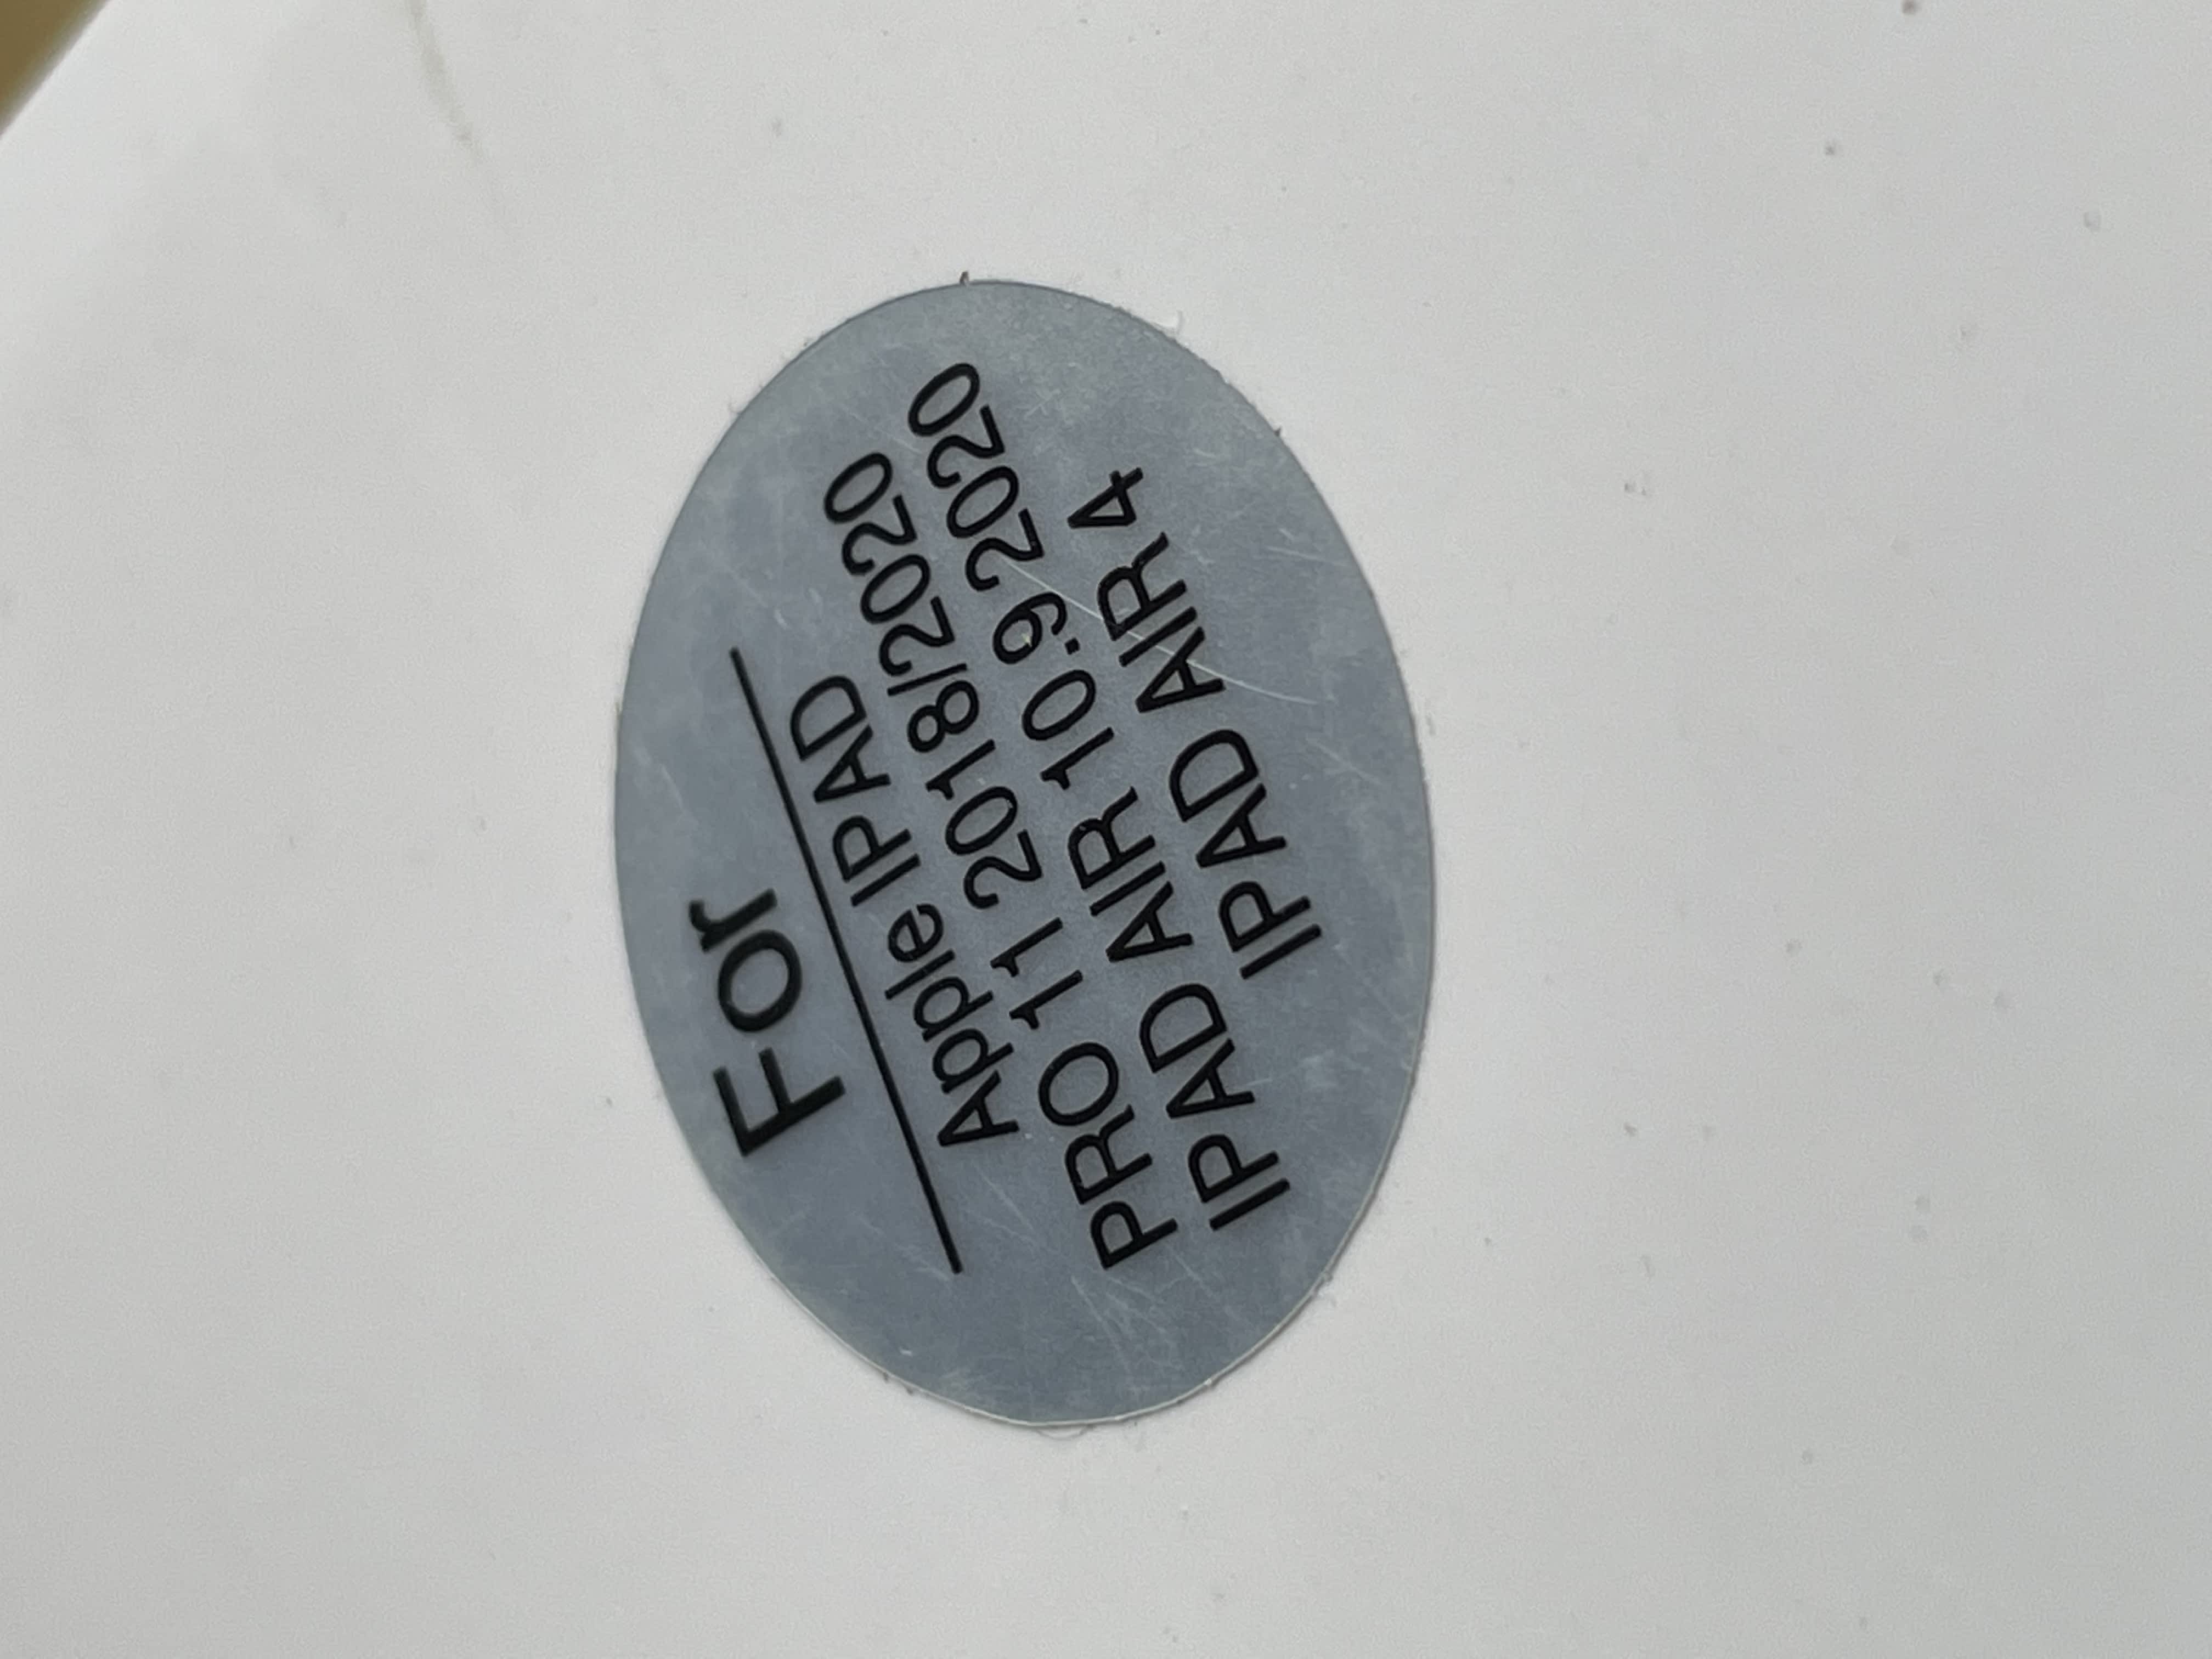 For
Apple IPAD
PRO 11 2018/2020
IPAD AIR 10.9 2020
IPAD AIR 4